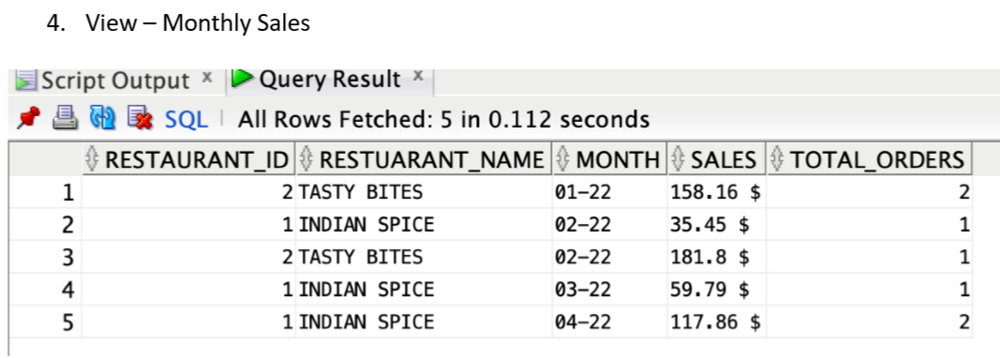 4. View – Monthly Sales
Script Output x Query Result x
SQL All Rows Fetched: 5 in 0.112 seconds
RESTAURANT_ID RESTUARANT_NAME MONTH SALES TOTAL_ORDERS
1 2 TASTY BITES 01-22 158.16 $ 2
2 1 INDIAN SPICE 02-22 35.45 $ 1
3 2 TASTY BITES 02-22 181.8 $ 1
4 1 INDIAN SPICE 03-22 59.79 $ 1
5 1 INDIAN SPICE 04-22 117.86 $ 2